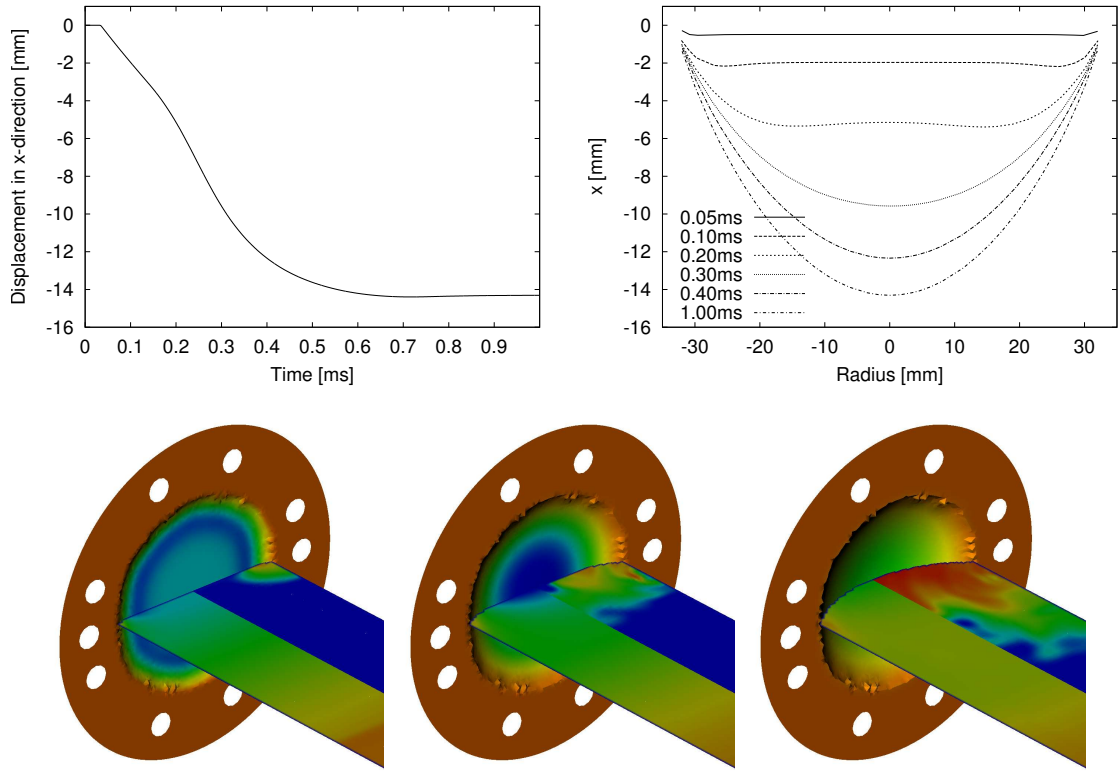 Displacement in x-direction [mm]
0
-2
-4
-6
-8
-10
-12
-14
-16
0 0.1 0.2 0.3 0.4 0.5 0.6 0.7 0.8 0.9
Time [ms]
x [mm]
0
-2
-4
-6
-8
-10
-12
-14
-16
0.05ms
0.10ms
0.20ms
0.30ms
0.40ms
1.00ms
-30 -20 -10 0 10 20 30
Radius [mm]